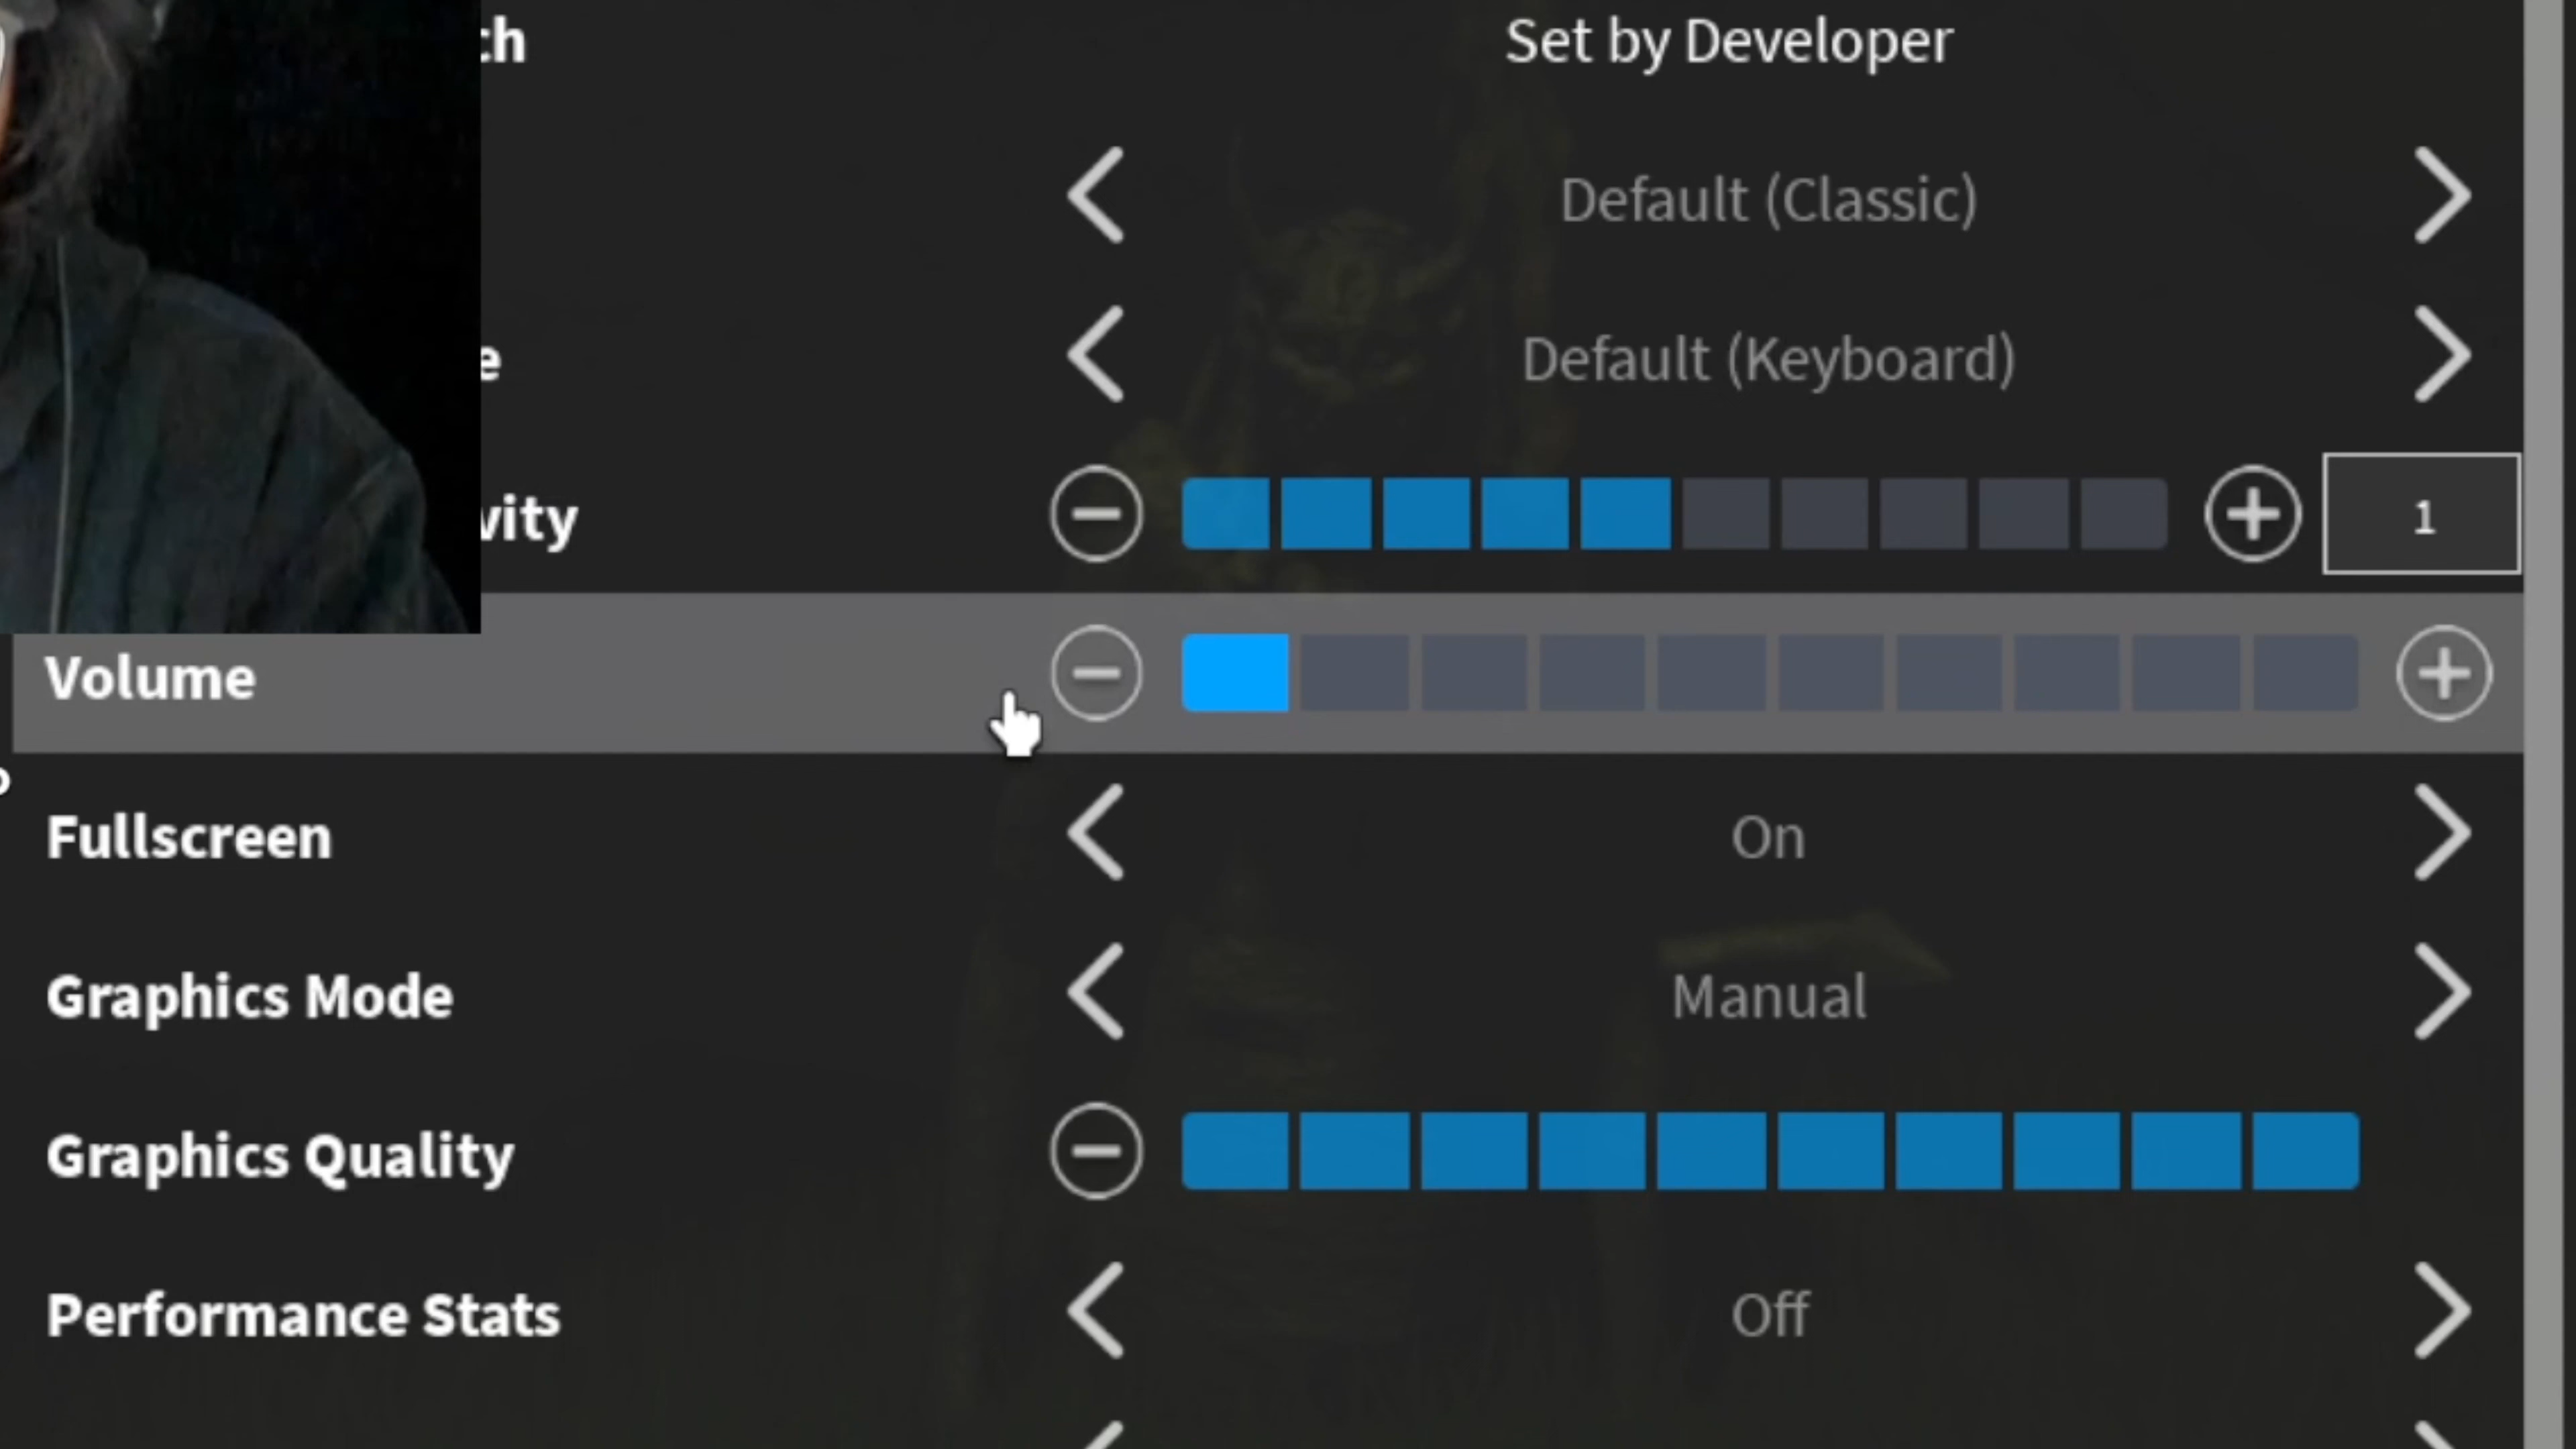 ch Set by Developer
Default (Classic)
e Default (Keyboard)
vity 1
Volume
Fullscreen On
Graphics Mode Manual
Graphics Quality
Performance Stats Off